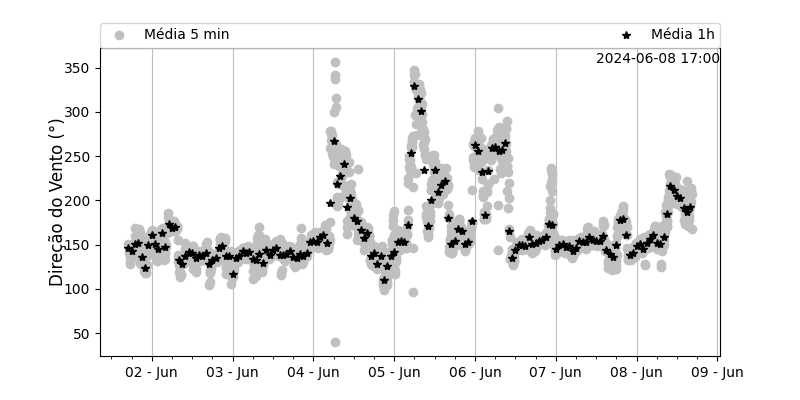 Média 5 min
Média 1h
2024-06-08 17:00
Direção do Vento (°)
350
300
250
200
150
100
50
02 - Jun
03 - Jun
04 - Jun
05 - Jun
06 - Jun
07 - Jun
08 - Jun
09 - Jun